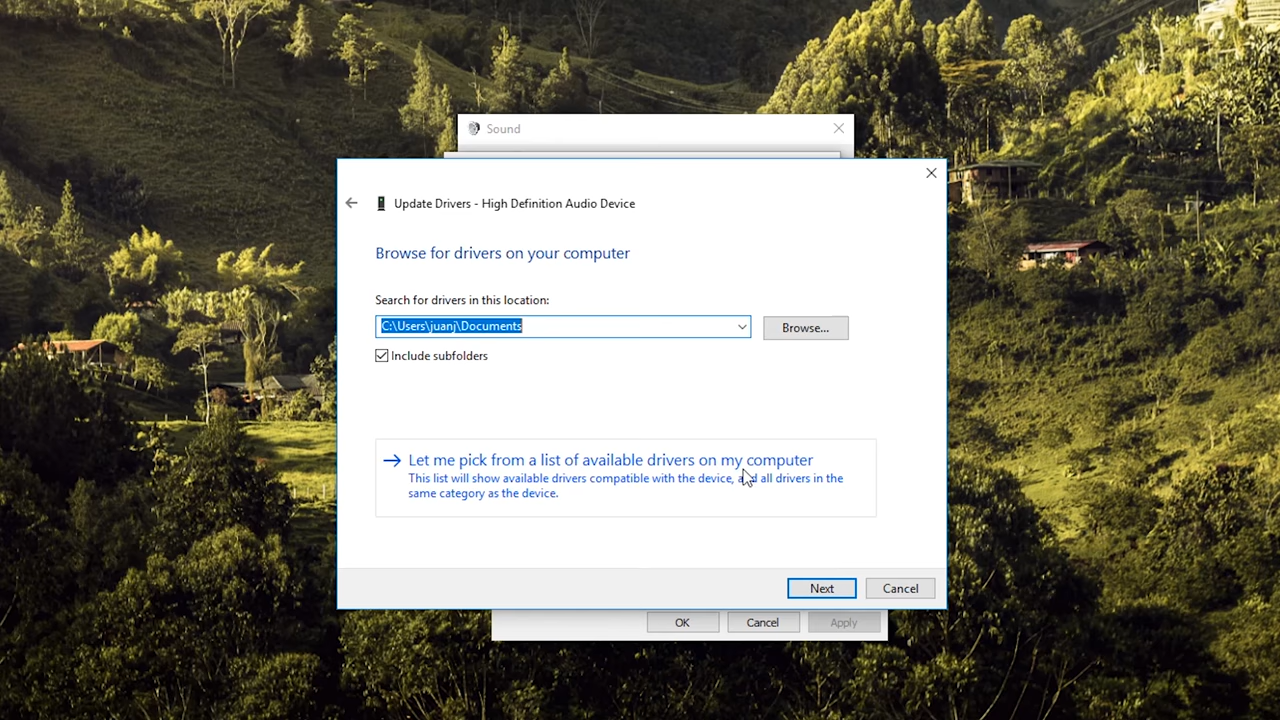 Sound
Update Drivers - High Definition Audio Device
Browse for drivers on your computer
Search for drivers in this location:
C:\Users\juanj\Documents
Browse...
Include subfolders
Let me pick from a list of available drivers on my computer
This list will show available drivers compatible with the device, and all drivers in the
same category as the device.
Next
Cancel
OK
Cancel
Apply